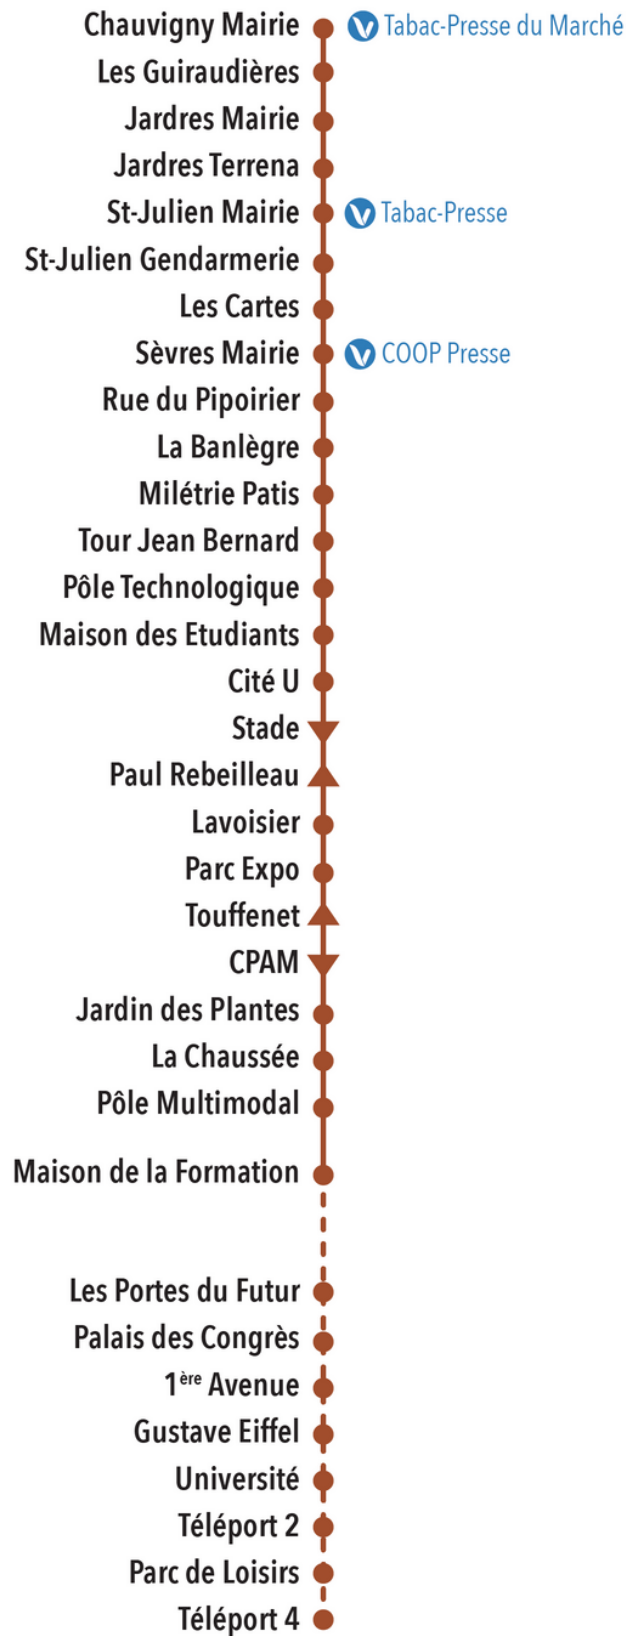 Chauvigny Mairie Tabac-Presse du Marché
Les Guiraudières
Jardres Mairie
Jardres Terrena
St-Julien Mairie Tabac-Presse
St-Julien Gendarmerie
Les Cartes
Sèvres Mairie COOP Presse
Rue du Pipoirier
La Banlègre
Milétrie Patis
Tour Jean Bernard
Pôle Technologique
Maison des Etudiants
Cité U
Stade
Paul Rebeilleau
Lavoisier
Parc Expo
Touffenet
CPAM
Jardin des Plantes
La Chaussée
Pôle Multimodal
Maison de la Formation
Les Portes du Futur
Palais des Congrès
1ère Avenue
Gustave Eiffel
Université
Téléport 2
Parc de Loisirs
Téléport 4